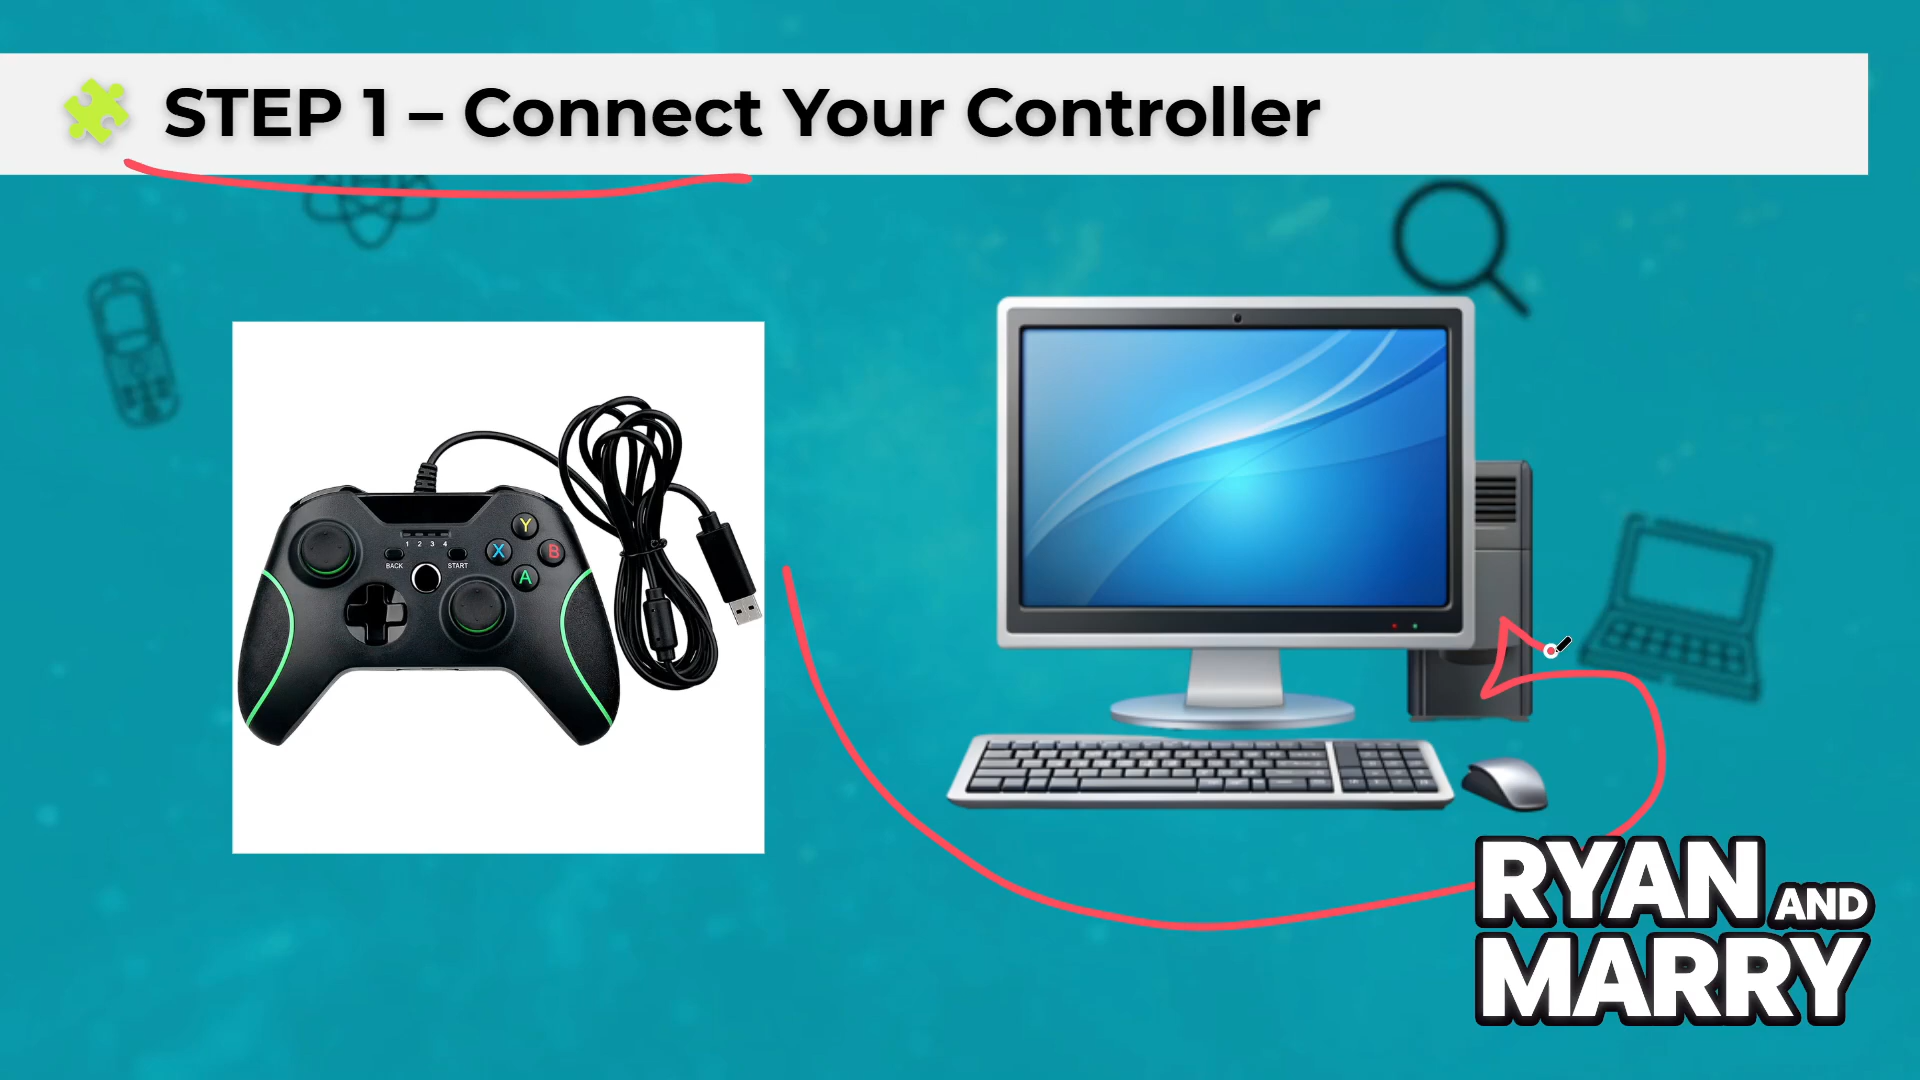 STEP 1 – Connect Your Controller
1 2 3 4
BACK
START
Y
X
B
A
RYAN AND
MARRY